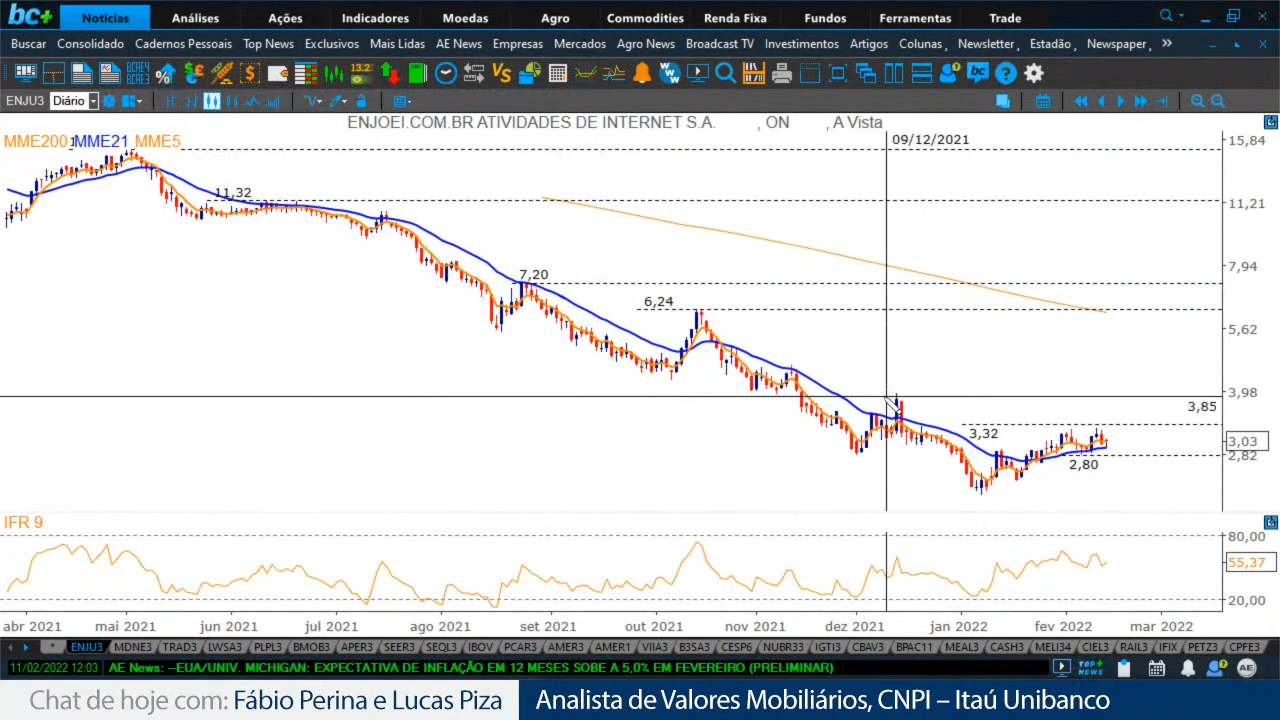 bc+ Notícias Análises Ações Indicadores Moedas Agro Commodities Renda Fixa Fundos Ferramentas Trade
Buscar Consolidado Cadernos Pessoais Top News Exclusivos Mais Lidas AE News Empresas Mercados Agro News Broadcast TV Investimentos Artigos Colunas Newsletter Estadão Newspaper
BCRE4 BCAE3 13.2 VS
ENJU3 Diário
ENJOEI.COM.BR ATIVIDADES DE INTERNET S.A. , ON , A Vista
MME200 MME21 MME5
09/12/2021
15,84
11,32
11,21
7,94
7,20
6,24
5,62
3,98
3,85
3,32
3,03
2,82
2,80
IFR 9
80,00
55,37
20,00
abr 2021 mai 2021 jun 2021 jul 2021 ago 2021 set 2021 out 2021 nov 2021 dez 2021 jan 2022 fev 2022 mar 2022
* ENJU3 MDNE3 TRAD3 LWSA3 PLPL3 BMOB3 APER3 SEER3 SEQL3 IBOV PCAR3 AMER3 AMER1 VIIA3 B3SA3 CESP6 NUBR33 IGTI3 CBAV3 BPAC11 MEAL3 CASH3 MELI34 CIEL3 RAIL3 IFIX PETZ3 CPFE3
11/02/2022 12:03 AE News: --EUA/UNIV. MICHIGAN: EXPECTATIVA DE INFLAÇÃO EM 12 MESES SOBE A 5,0% EM FEVEREIRO (PRELIMINAR) TOP+ NEWS AE
Chat de hoje com: Fábio Perina e Lucas Piza Analista de Valores Mobiliários, CNPI – Itaú Unibanco